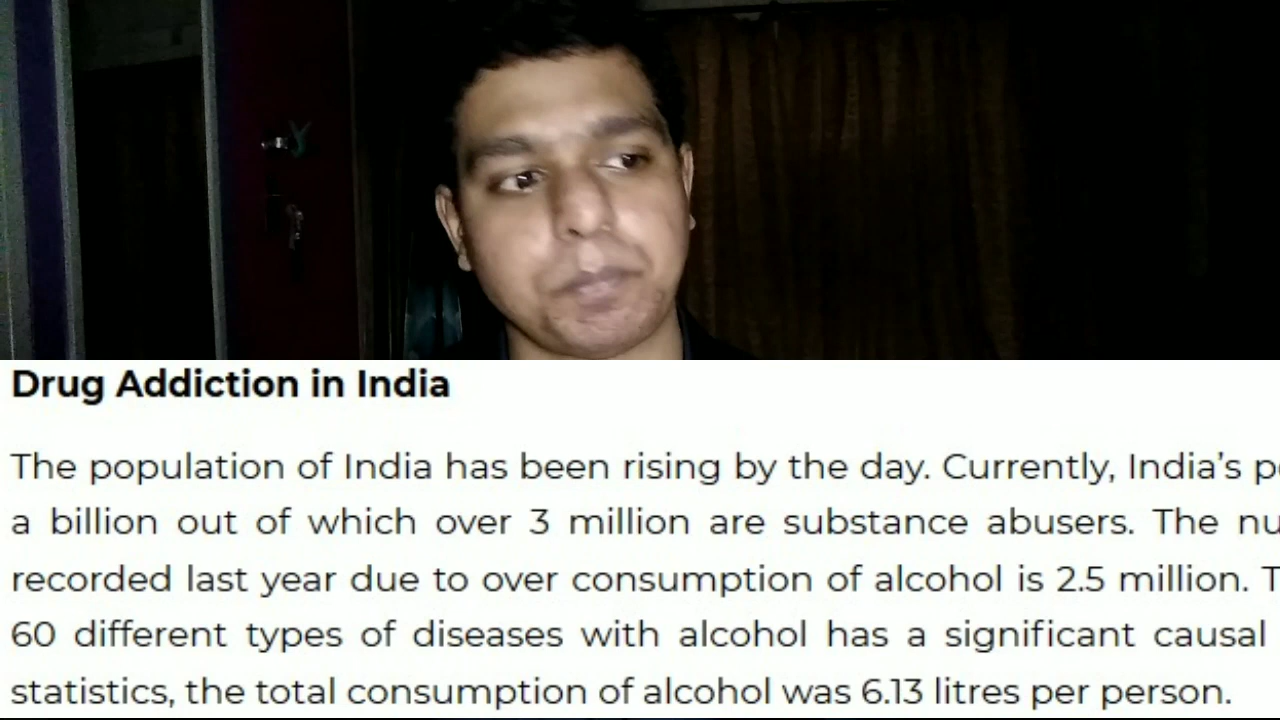 Drug Addiction in India
The population of India has been rising by the day. Currently, India's
a billion out of which over 3 million are substance abusers. The
recorded last year due to over consumption of alcohol is 2.5 million.
60 different types of diseases with alcohol has a significant causal
statistics, the total consumption of alcohol was 6.13 litres per person.